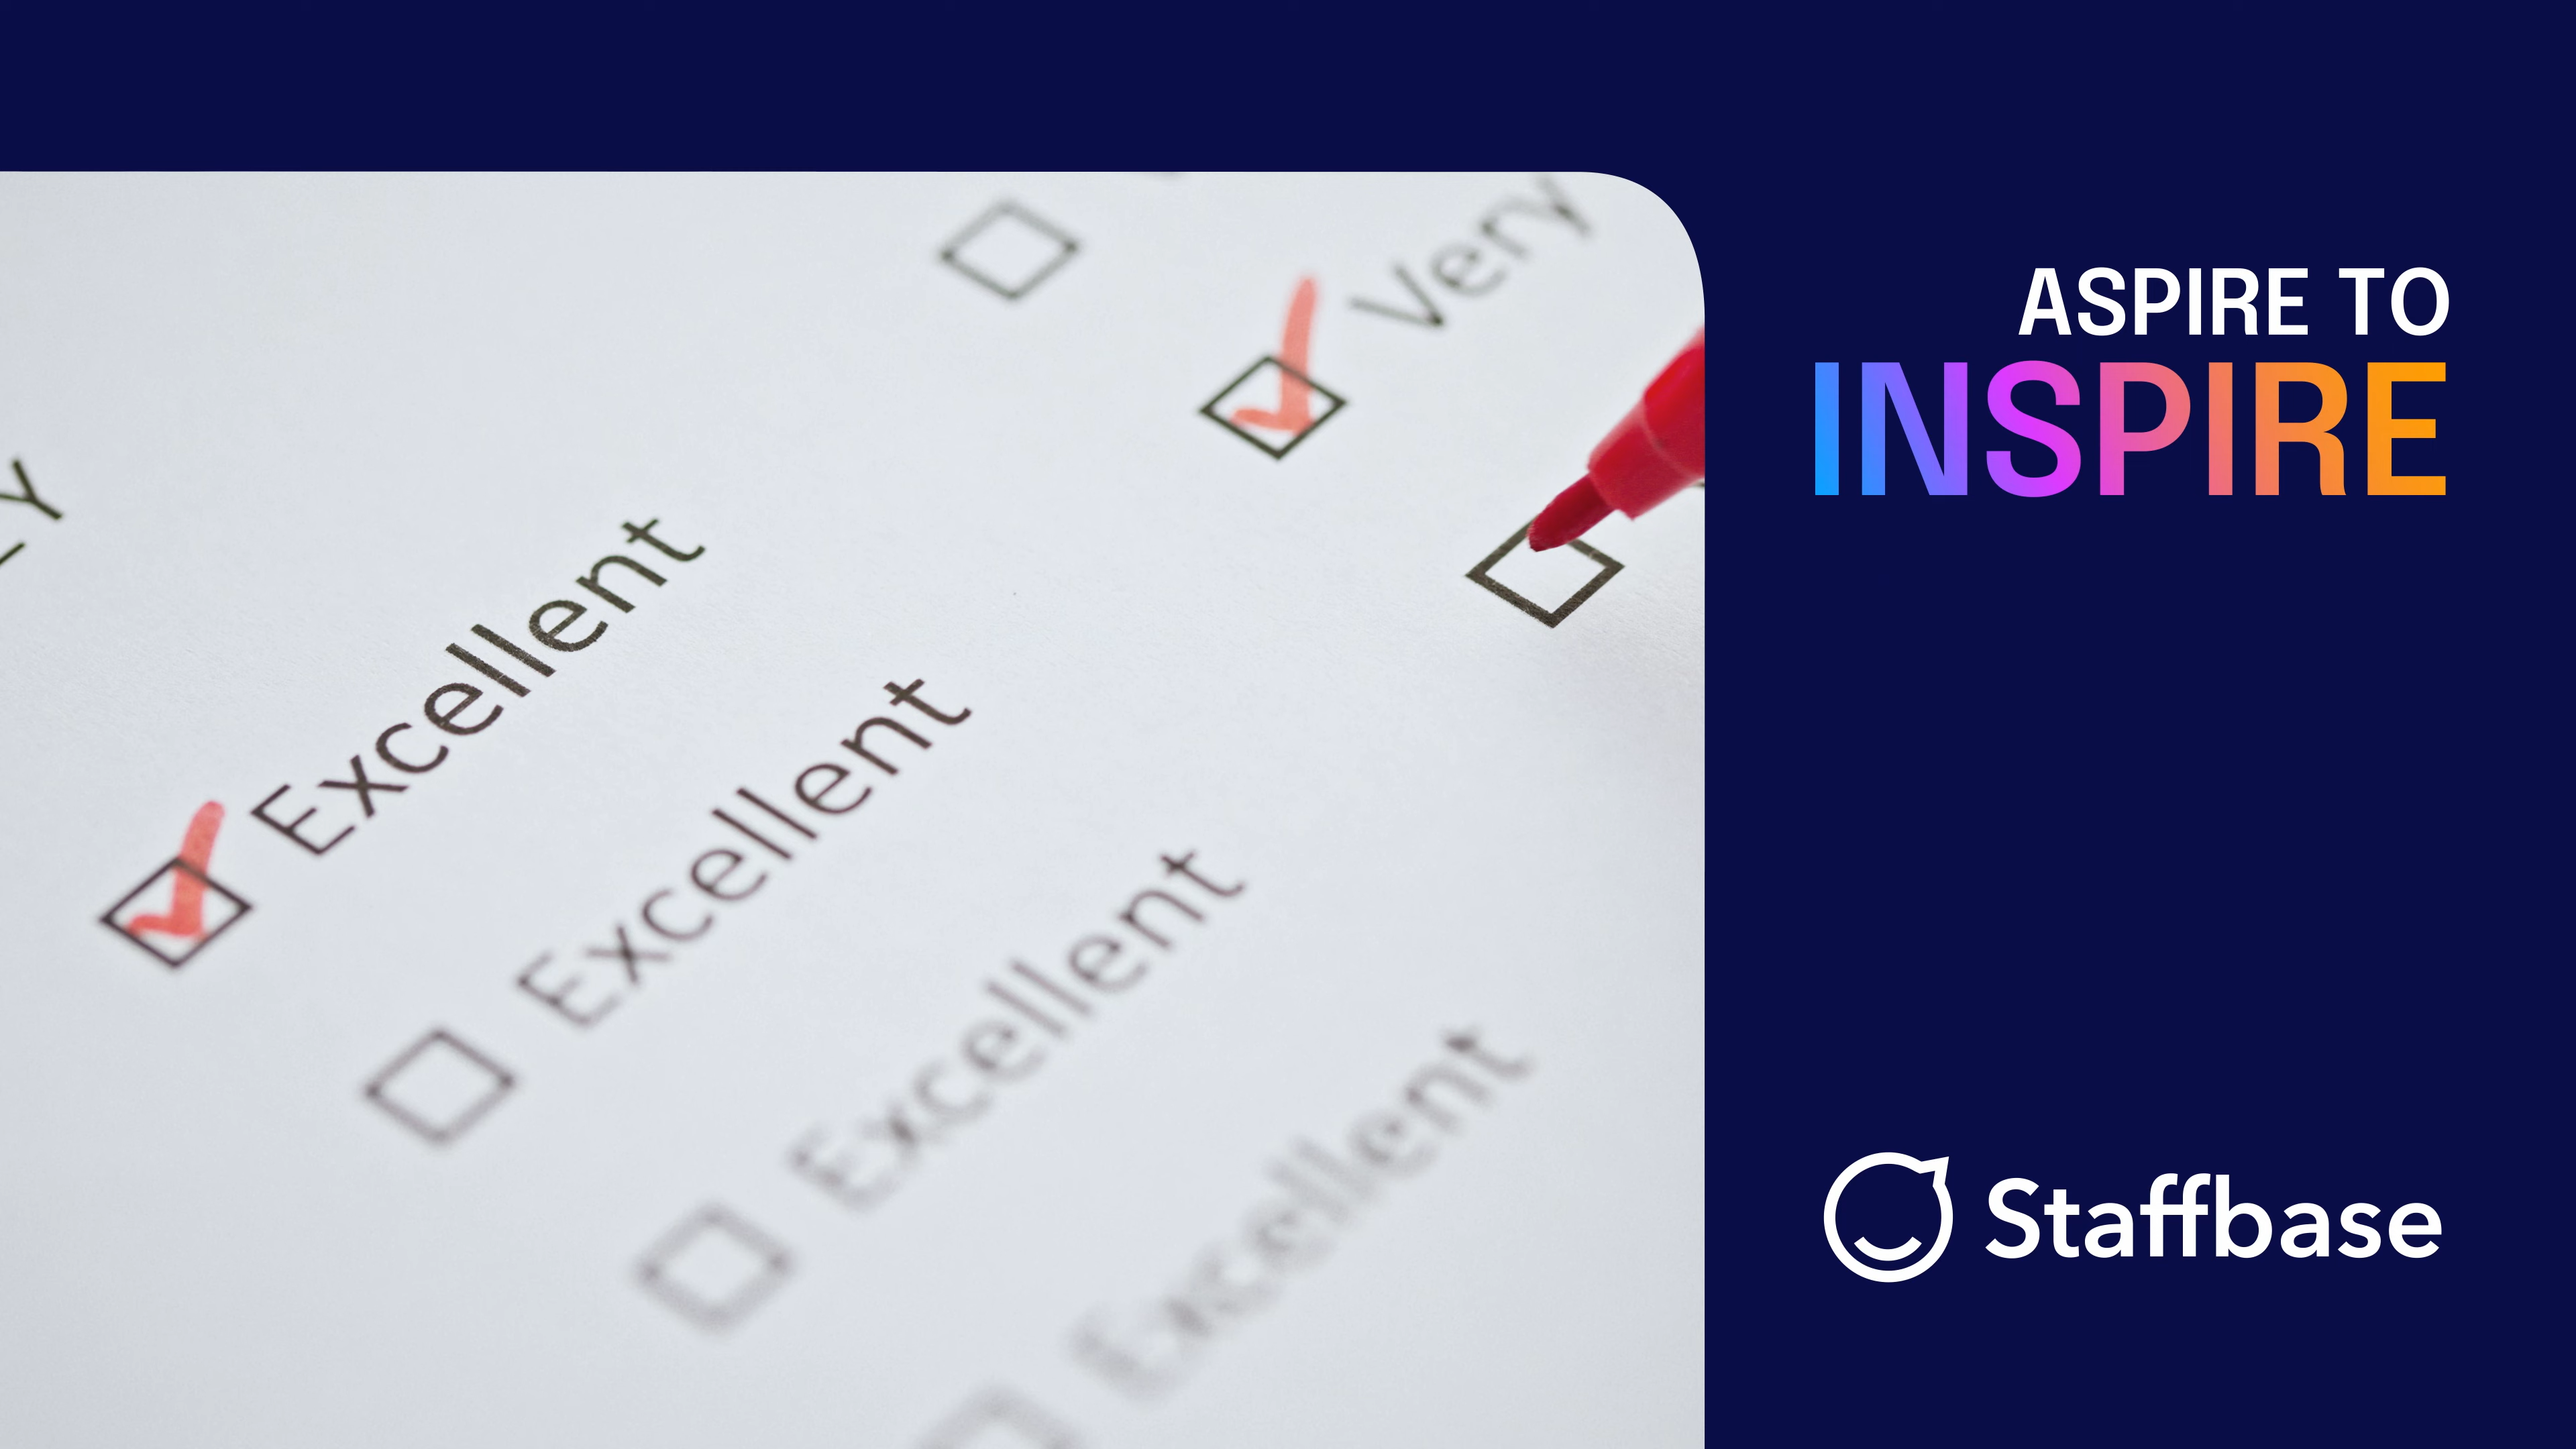 ASPIRE TO
INSPIRE
Very
Excellent
Excellent
Excellent
Excellent
Staffbase